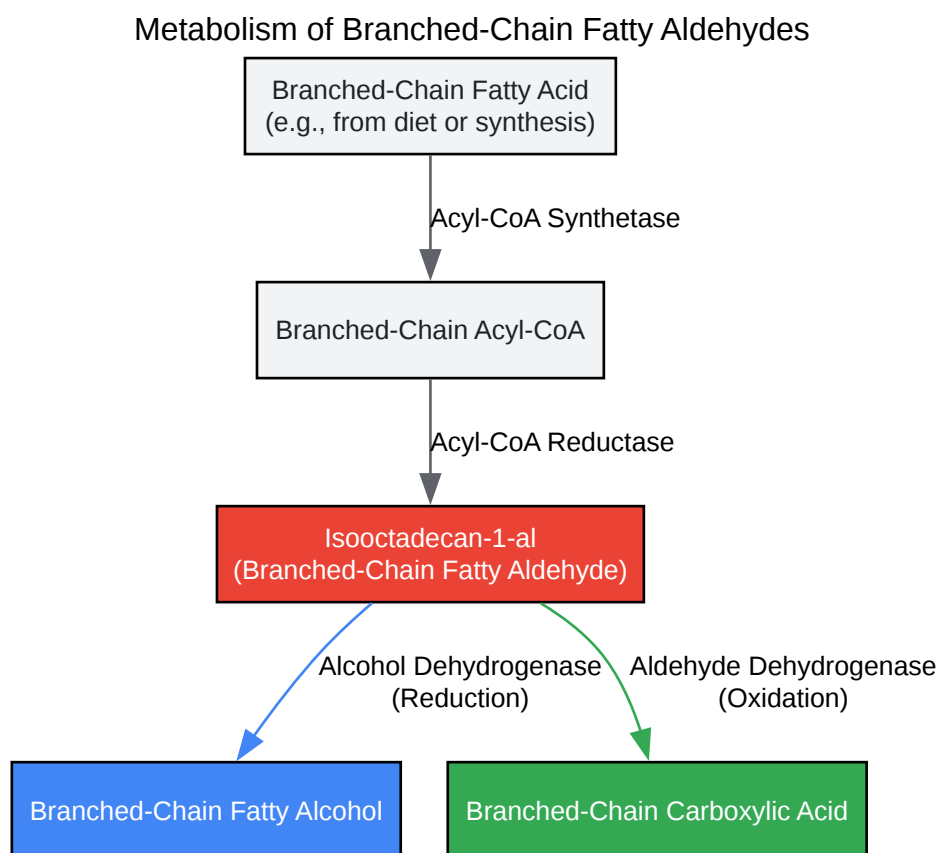 Metabolism of Branched-Chain Fatty Aldehydes
Branched-Chain Fatty Acid
(e.g., from diet or synthesis)
Acyl-CoA Synthetase
Branched-Chain Acyl-CoA
Acyl-CoA Reductase
Isooctadecan-1-al
(Branched-Chain Fatty Aldehyde)
Alcohol Dehydrogenase
(Reduction)
Aldehyde Dehydrogenase
(Oxidation)
Branched-Chain Fatty Alcohol
Branched-Chain Carboxylic Acid